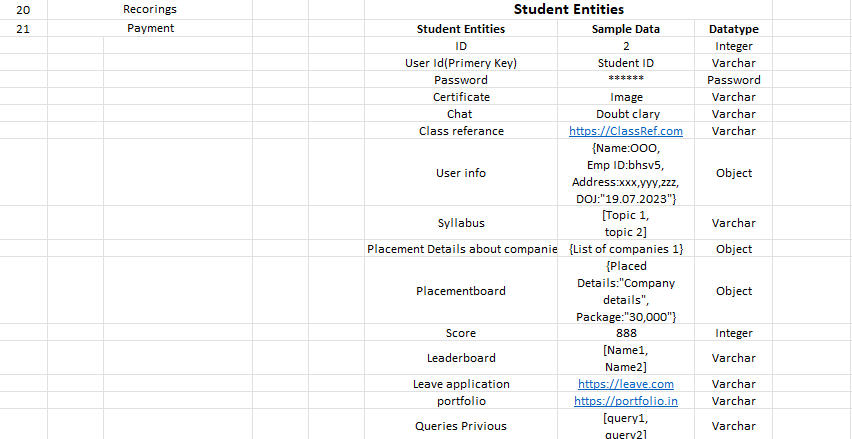 20 Recorings Student Entities
21 Payment Student Entities Sample Data Datatype
ID 2 Integer
User Id(Primery Key) Student ID Varchar
Password ****** Password
Certificate Image Varchar
Chat Doubt clary Varchar
Class referance https://ClassRef.com Varchar
User info {Name:OOO,
Emp ID:bhsv5,
Address:xxx,yyy,zzz,
DOJ:"19.07.2023"} Object
Syllabus [Topic 1,
topic 2] Varchar
Placement Details about companie {List of companies 1} Object
Placementboard {Placed
Details:"Company
details",
Package:"30,000"} Object
Score 888 Integer
Leaderboard [Name1,
Name2] Varchar
Leave application https://leave.com Varchar
portfolio https://portfolio.in Varchar
Queries Privious [query1,
query2] Varchar